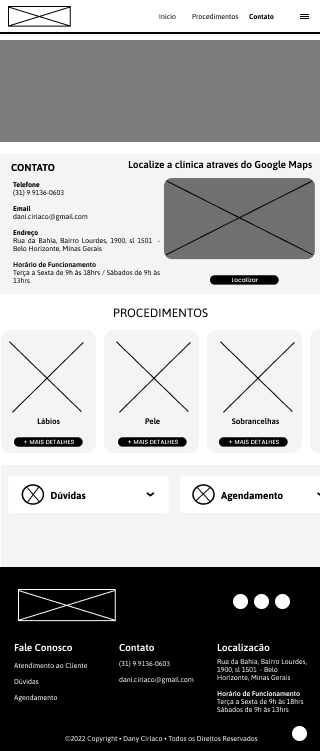 Inicio Procedimentos Contato
CONTATO
Localize a clínica atraves do Google Maps
Telefone
(31) 9 9136-0603
Email
dani.ciriaco@gmail.com
Endreço
Rua da Bahia, Bairro Lourdes, 1900, sl 1501 -
Belo Horizonte, Minas Gerais
Horário de Funcionamento
Terça a Sexta de 9h às 18hrs / Sábados de 9h às
13hrs
Localizar
PROCEDIMENTOS
Lábios Pele Sobrancelhas
+ MAIS DETALHES + MAIS DETALHES + MAIS DETALHES
Dúvidas Agendamento
Fale Conosco
Atendimento ao Cliente
Dúvidas
Agendamento
Contato
(31) 9 9136-0603
dani.ciriaco@gmail.com
Localização
Rua da Bahia, Bairro Lourdes,
1900, sl 1501 - Belo
Horizonte, Minas Gerais
Horário de Funcionamento
Terça a Sexta de 9h às 18hrs
Sábados de 9h às 13hrs
©2022 Copyright • Dany Ciriaco • Todos os Direitos Reservados